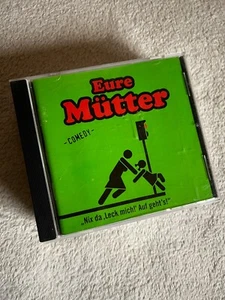 Eure
Mütter
-COMEDY-
„Nix da ‚Leck mich!' Auf geht's!"